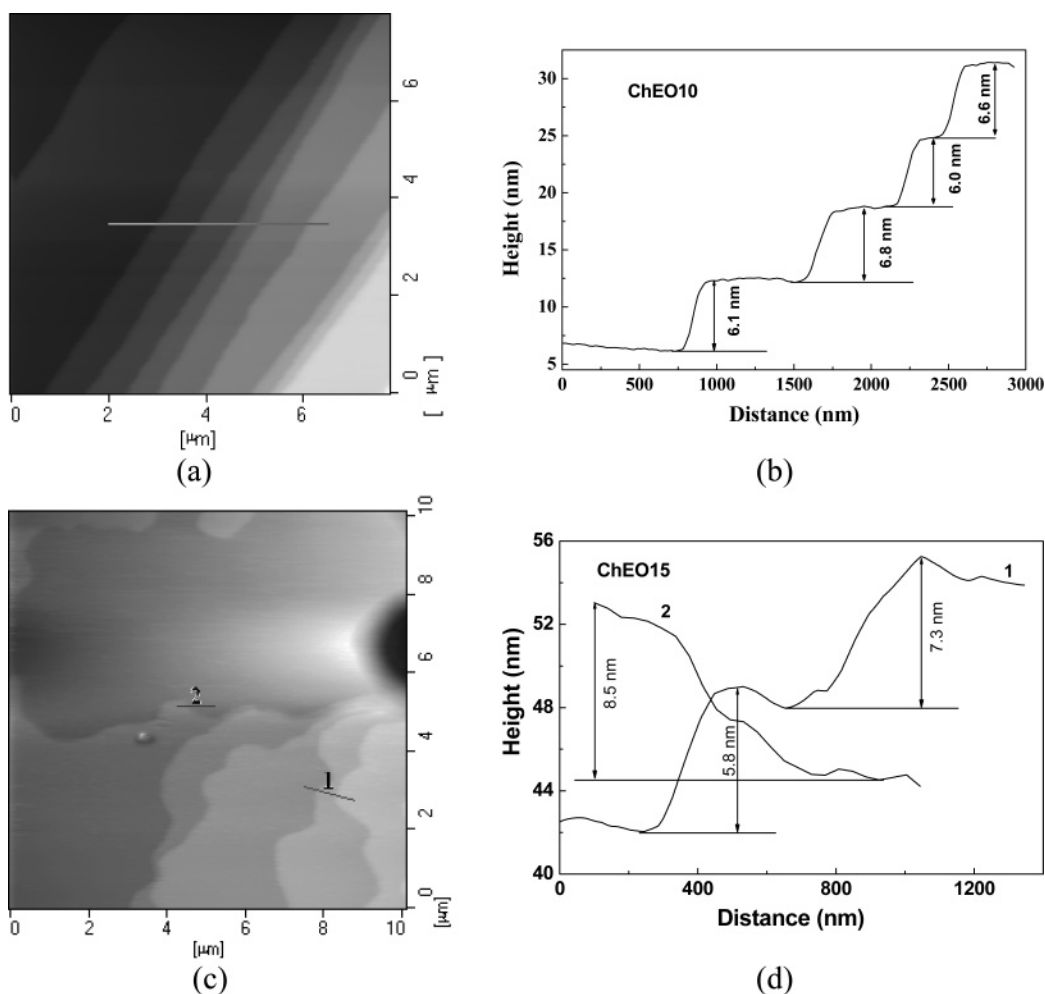 (a)
6
4
2
0
[ μm]
0 2 4 6
[μm]
(b)
ChEO10
Height (nm)
30
25
20
15
10
5
6.1 nm
6.8 nm
6.0 nm
6.6 nm
0 500 1000 1500 2000 2500 3000
Distance (nm)
(c)
10
8
6
4
2
0
[μm]
2
1
0 2 4 6 8 10
[μm]
(d)
ChEO15
Height (nm)
56
52
48
44
40
2
1
8.5 nm
5.8 nm
7.3 nm
0 400 800 1200
Distance (nm)